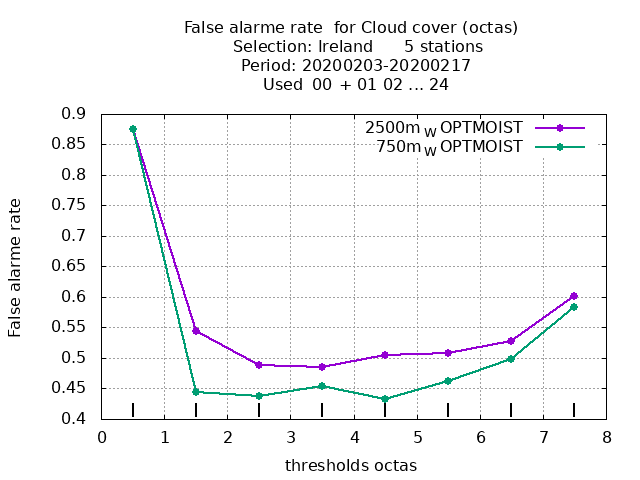 False alarme rate  for Cloud cover (octas)
Selection: Ireland      5 stations
Period: 20200203-20200217
Used  00  + 01 02 ... 24
0.9
0.85
0.8
0.75
0.7
0.65
0.6
0.55
0.5
0.45
0.4
False alarme rate
2500m W OPTMOIST
750m W OPTMOIST
0 1 2 3 4 5 6 7 8
thresholds octas